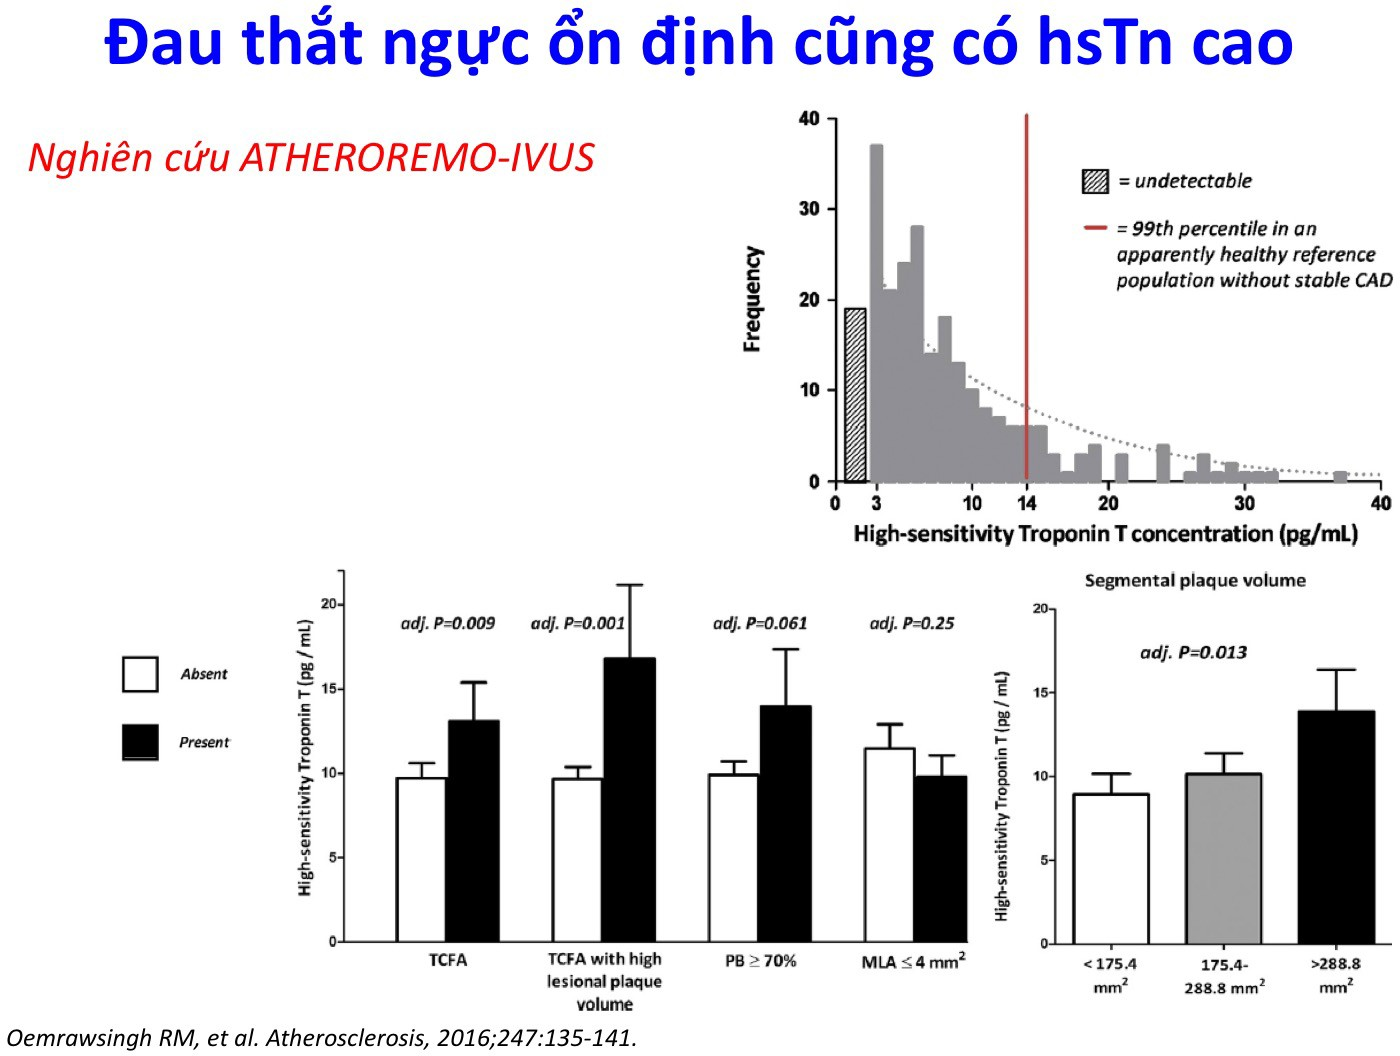 Đau thắt ngực ổn định cũng có hsTn cao
Nghiên cứu ATHEROREMO-IVUS
40
30
20
10
0
Frequency
0
3
10
14
20
30
40
High-sensitivity Troponin T concentration (pg/mL)
= undetectable
= 99th percentile in an
apparently healthy reference
population without stable CAD
Absent
Present
High-sensitivity Troponin T (pg / mL)
20
15
10
5
0
adj. P=0.009
adj. P=0.001
adj. P=0.061
adj. P=0.25
TCFA
TCFA with high
lesional plaque
volume
PB ≥ 70%
MLA ≤ 4 mm²
Segmental plaque volume
High-sensitivity Troponin T (pg / mL)
20
15
10
5
0
adj. P=0.013
< 175.4
mm²
175.4-
288.8 mm²
>288.8
mm²
Oemrawsingh RM, et al. Atherosclerosis, 2016;247:135-141.